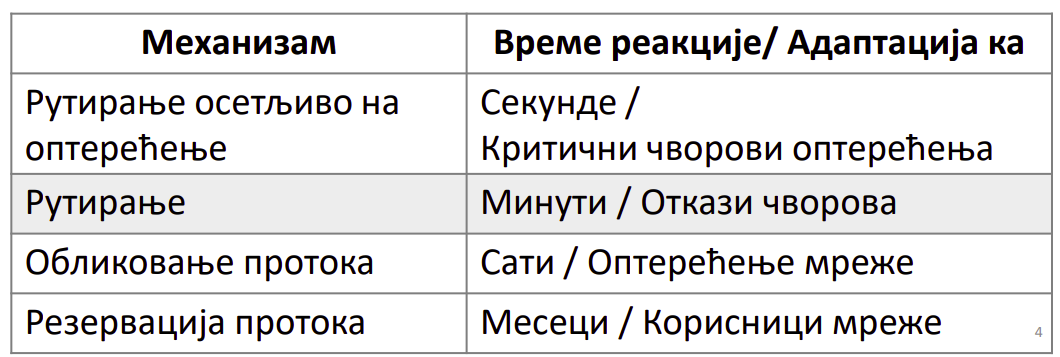 Механизам
Време реакције/ Адаптација ка
Рутирање осетљиво на
оптерећење
Секунде /
Критични чворови оптерећења
Рутирање
Минути / Откази чворова
Обликовање протока
Сати / Оптерећење мреже
Резервација протока
Месеци / Корисници мреже
4